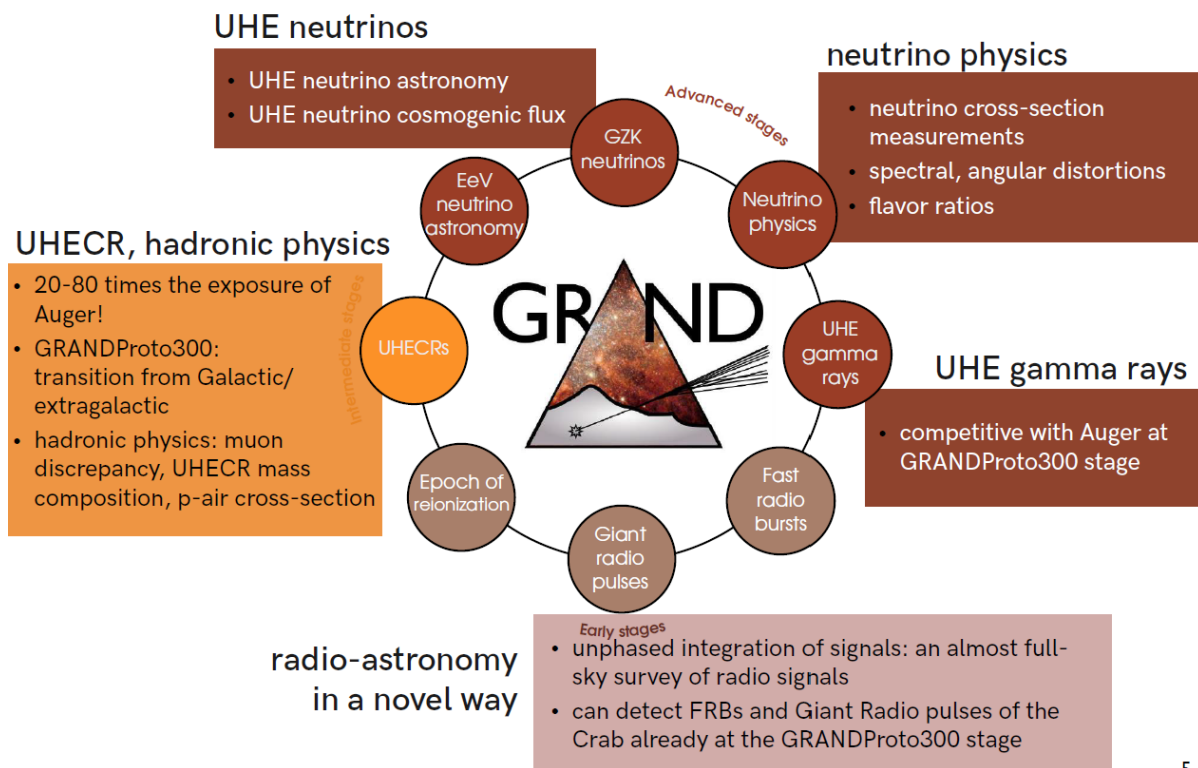 UHE neutrinos
• UHE neutrino astronomy
• UHE neutrino cosmogenic flux
neutrino physics
• neutrino cross-section
measurements
• spectral, angular distortions
• flavor ratios
Advanced stages
GZK
neutrinos
EeV
neutrino
astronomy
Neutrino
physics
UHECR, hadronic physics
• 20-80 times the exposure of
Auger!
• GRANDProto300:
transition from Galactic/
extragalactic
• hadronic physics: muon
discrepancy, UHECR mass
composition, p-air cross-section
Intermediate stages
UHECRs
GRAND
UHE
gamma
rays
UHE gamma rays
• competitive with Auger at
GRANDProto300 stage
Epoch of
reionization
Giant
radio
pulses
Fast
radio
bursts
Early stages
radio-astronomy
in a novel way
• unphased integration of signals: an almost full-
sky survey of radio signals
• can detect FRBs and Giant Radio pulses of the
Crab already at the GRANDProto300 stage
5